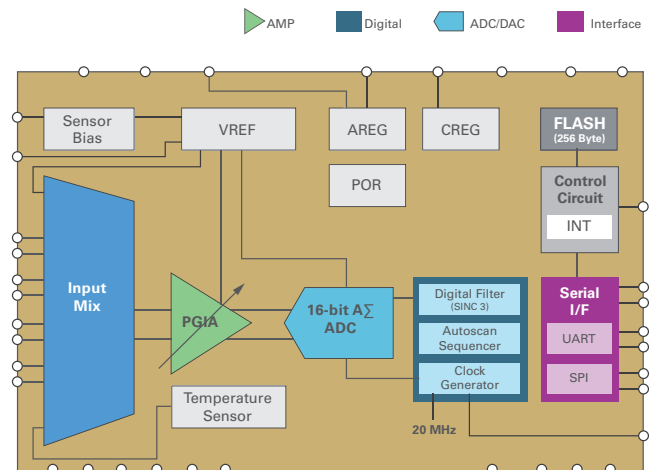 AMP
Digital
ADC/DAC
Interface
Sensor
Bias
VREF
AREG
CREG
FLASH
(256 Byte)
POR
Control
Circuit
INT
Input
Mix
PGIA
16-bit A∑
ADC
Digital Filter
(SINC 3)
Autoscan
Sequencer
Clock
Generator
Serial
I/F
UART
SPI
Temperature
Sensor
20 MHz